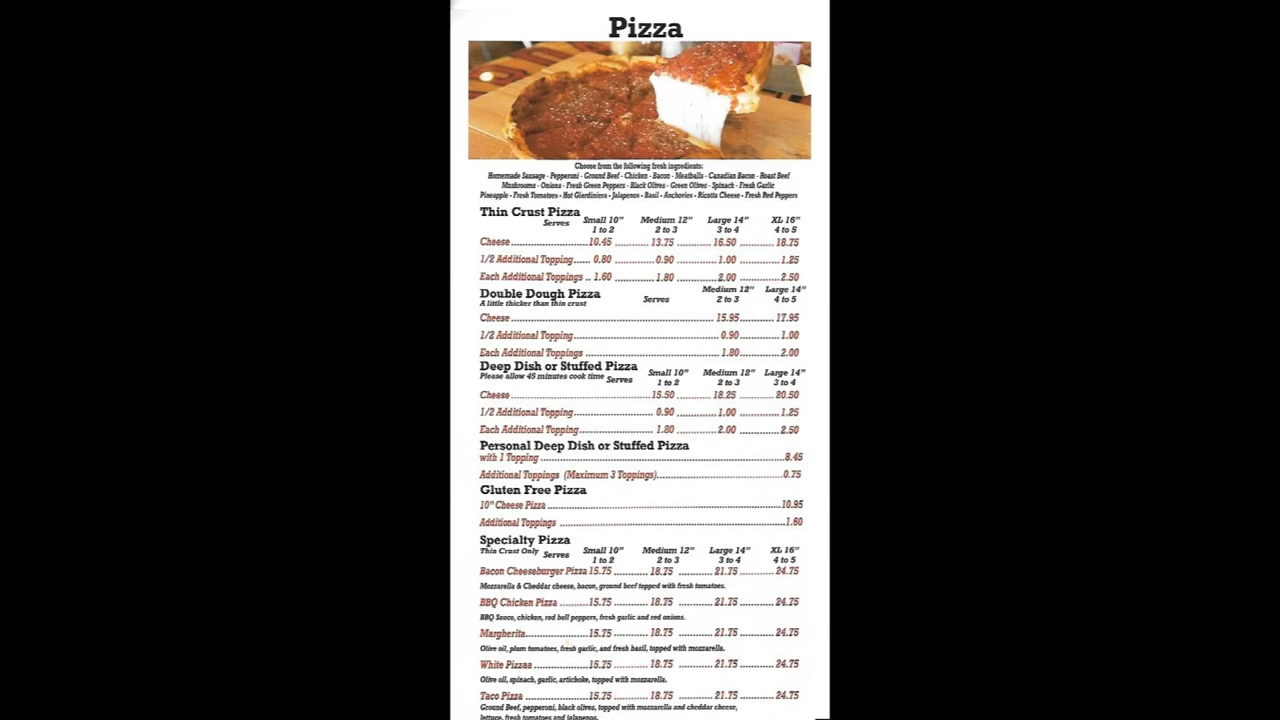 Pizza
Choose from the following fresh ingredients:
Homemade Sausage - Pepperoni - Ground Beef - Chicken - Bacon - Meatballs - Canadian Bacon - Roast Beef
Mushrooms - Onions - Fresh Green Peppers - Black Olives - Green Olives - Spinach - Fresh Garlic
Pineapple - Fresh Tomatoes - Hot Giardiniera - Jalapenos - Basil - Anchovies - Ricotta Cheese - Fresh Red Peppers
Thin Crust Pizza Small 10" Medium 12" Large 14" XL 16"
Serves 1 to 2 2 to 3 3 to 4 4 to 5
Cheese 10.45 13.75 16.50 18.75
1/2 Additional Topping 0.80 0.90 1.00 1.25
Each Additional Toppings 1.60 1.80 2.00 2.50
Double Dough Pizza Medium 12" Large 14"
A little thicker than thin crust Serves 2 to 3 4 to 5
Cheese 15.95 17.95
1/2 Additional Topping 0.90 1.00
Each Additional Toppings 1.80 2.00
Deep Dish or Stuffed Pizza Small 10" Medium 12" Large 14"
Please allow 45 minutes cook time Serves 1 to 2 2 to 3 3 to 4
Cheese 15.50 18.25 20.50
1/2 Additional Topping 0.90 1.00 1.25
Each Additional Topping 1.80 2.00 2.50
Personal Deep Dish or Stuffed Pizza
with 1 Topping 8.45
Additional Toppings (Maximum 3 Toppings) 0.75
Gluten Free Pizza
10" Cheese Pizza 10.95
Additional Toppings 1.60
Specialty Pizza
Thin Crust Only Serves Small 10" Medium 12" Large 14" XL 16"
1 to 2 2 to 3 3 to 4 4 to 5
Bacon Cheeseburger Pizza 15.75 18.75 21.75 24.75
Mozzarella & Cheddar cheese, bacon, ground beef topped with fresh tomatoes.
BBQ Chicken Pizza 15.75 18.75 21.75 24.75
BBQ Sauce, chicken, red bell peppers, fresh garlic and red onions.
Margherita 15.75 18.75 21.75 24.75
Olive oil, plum tomatoes, fresh garlic, and fresh basil, topped with mozzarella.
White Pizzaa 15.75 18.75 21.75 24.75
Olive oil, spinach, garlic, artichoke, topped with mozzarella.
Taco Pizza 15.75 18.75 21.75 24.75
Ground Beef, pepperoni, black olives, topped with mozzarella and cheddar cheese,
lettuce, fresh tomatoes and jalapenos.